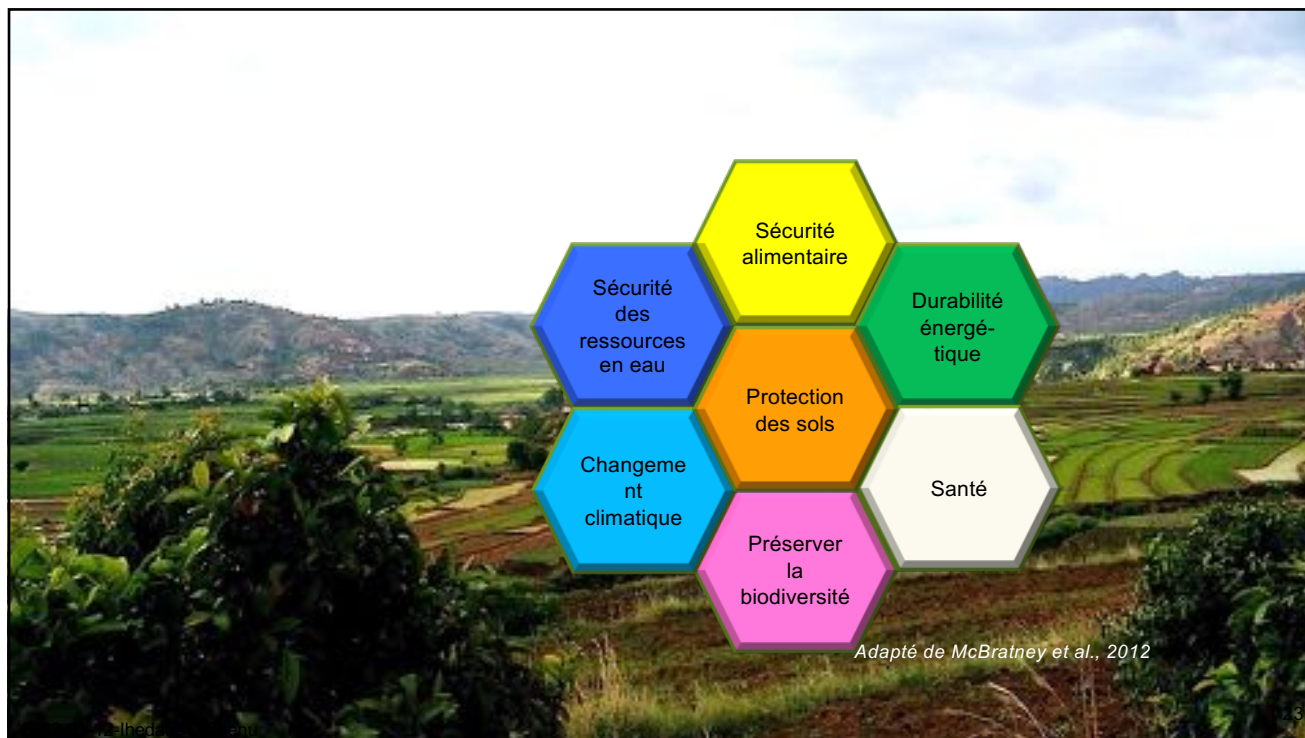 Sécurité
alimentaire
Sécurité
des
ressources
en eau
Durabilité
énergé-
tique
Protection
des sols
Changeme
nt
climatique
Santé
Préserver
la
biodiversité
Adapté de McBratney et al., 2012
23